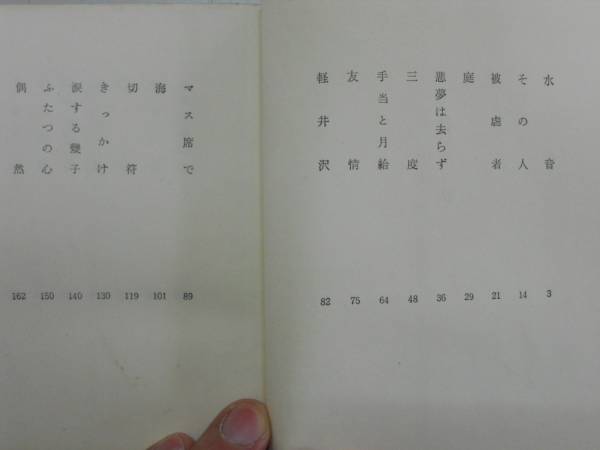 水音 3
その人 14
被虐者 21
庭 29
悪夢は去らず 36
三度 48
手当と月給 64
友情 75
軽井沢 82
マス席で 89
海 101
切符 119
きっかけ 130
涙する幾子 140
ふたつの心 150
偶然 162